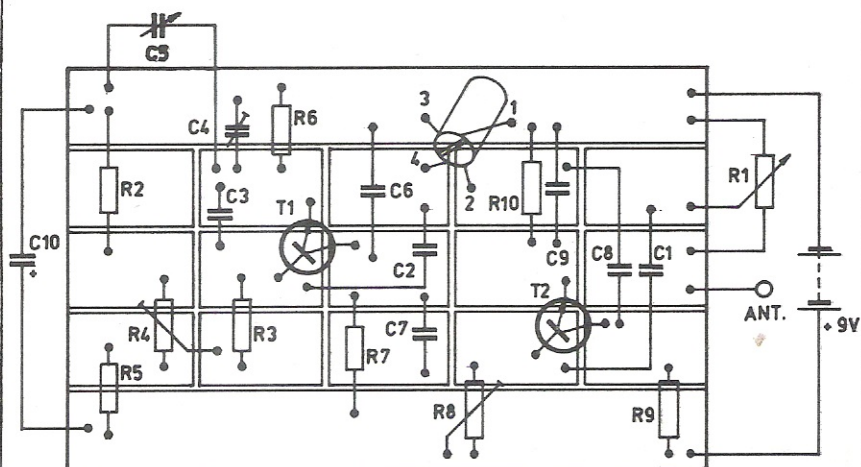 C5
3
1
C4
R6
4
R1
R2
C3
T1
C6
2
R10
C10
+
C2
C9
C8
C1
T2
ANT.
R4
R3
C7
R7
+ 9V
R5
R8
R9